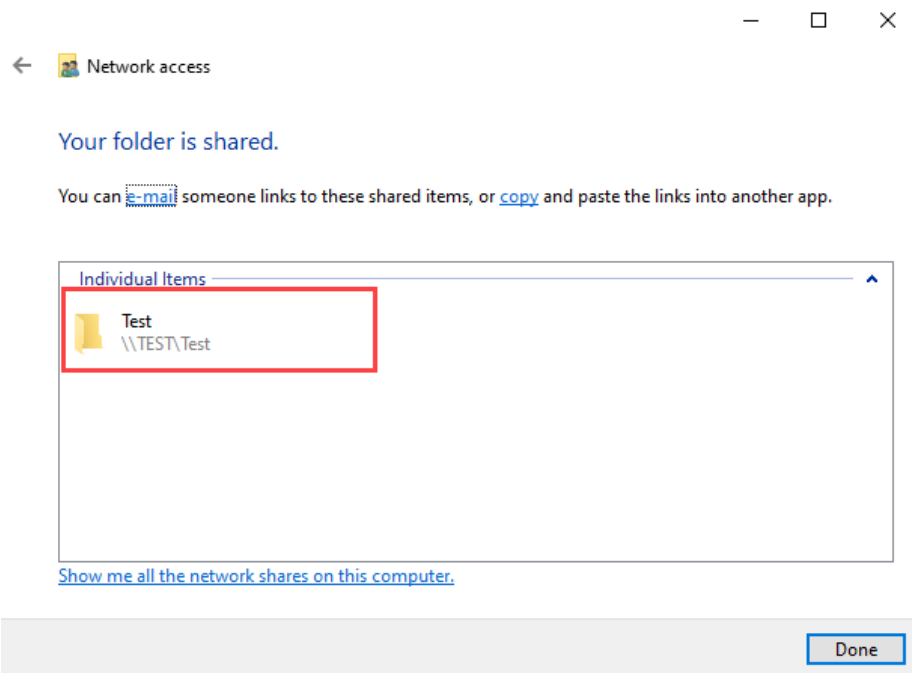 Network access
Your folder is shared.
You can e-mail someone links to these shared items, or copy and paste the links into another app.
Individual Items
Test
\\TEST\Test
Show me all the network shares on this computer.
Done